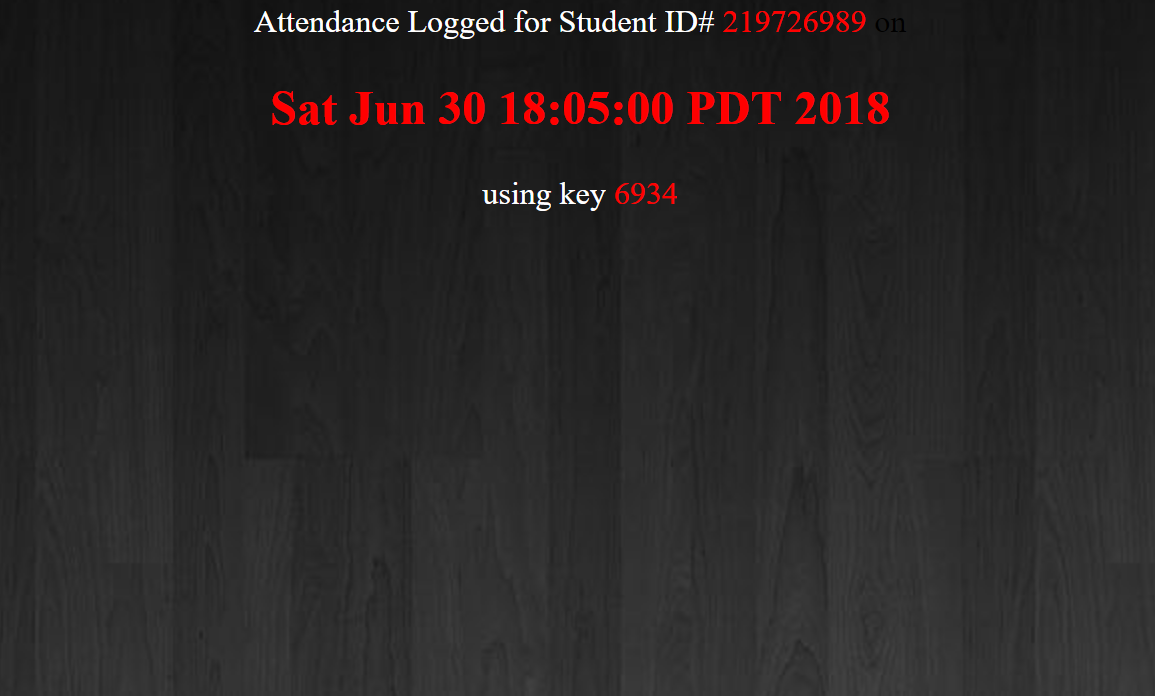 Attendance Logged for Student ID# 219726989 on
Sat Jun 30 18:05:00 PDT 2018
using key 6934